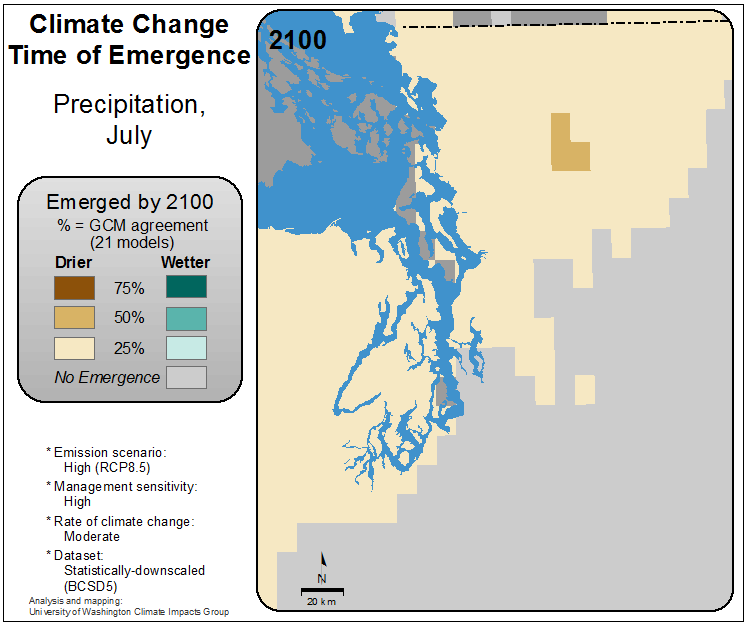 Climate Change
Time of Emergence
Precipitation,
July
Emerged by 2100
% = GCM agreement
(21 models)
Drier Wetter
75%
50%
25%
No Emergence
* Emission scenario:
High (RCP8.5)
* Management sensitivity:
High
* Rate of climate change:
Moderate
* Dataset:
Statistically-downscaled
(BCSD5)
Analysis and mapping:
University of Washington Climate Impacts Group
2100
N
20 km